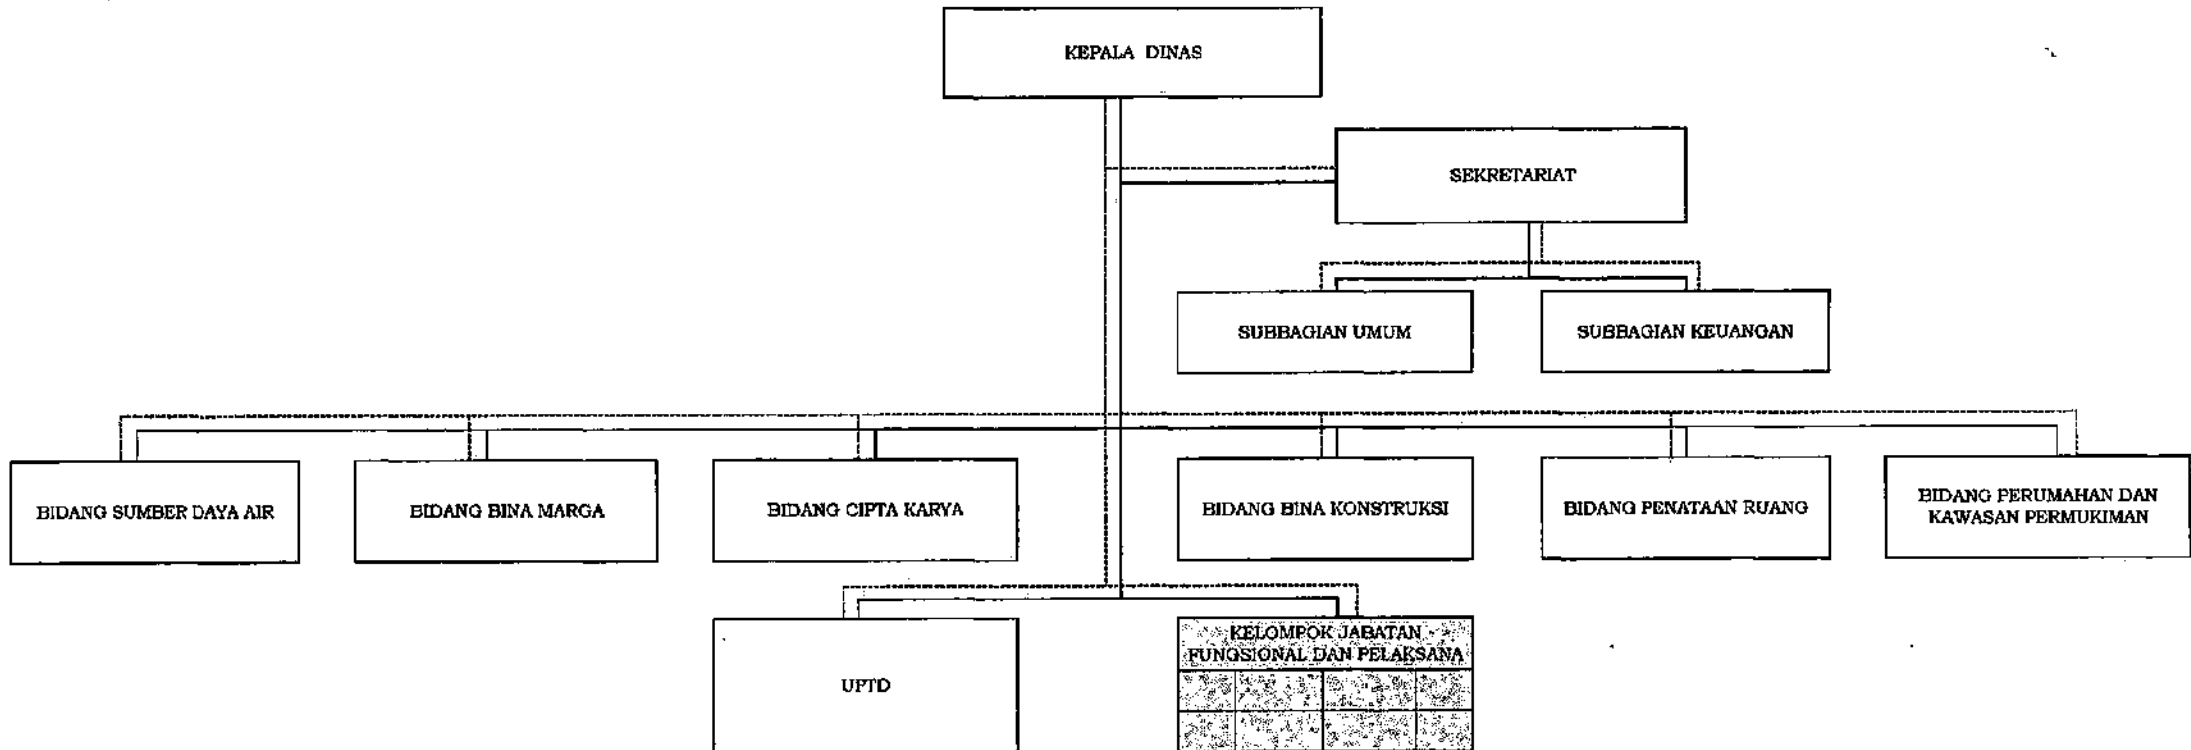 KEPALA DINAS
SEKRETARIAT
SUBBAGIAN UMUM
SUBBAGIAN KEUANGAN
BIDANG SUMBER DAYA AIR
BIDANG BINA MARGA
BIDANG CIPTA KARYA
BIDANG BINA KONSTRUKSI
BIDANG PENATAAN RUANG
BIDANG PERUMAHAN DAN
KAWASAN PERMUKIMAN
UPTD
KELOMPOK JABATAN
FUNGSIONAL DAN PELAKSANA